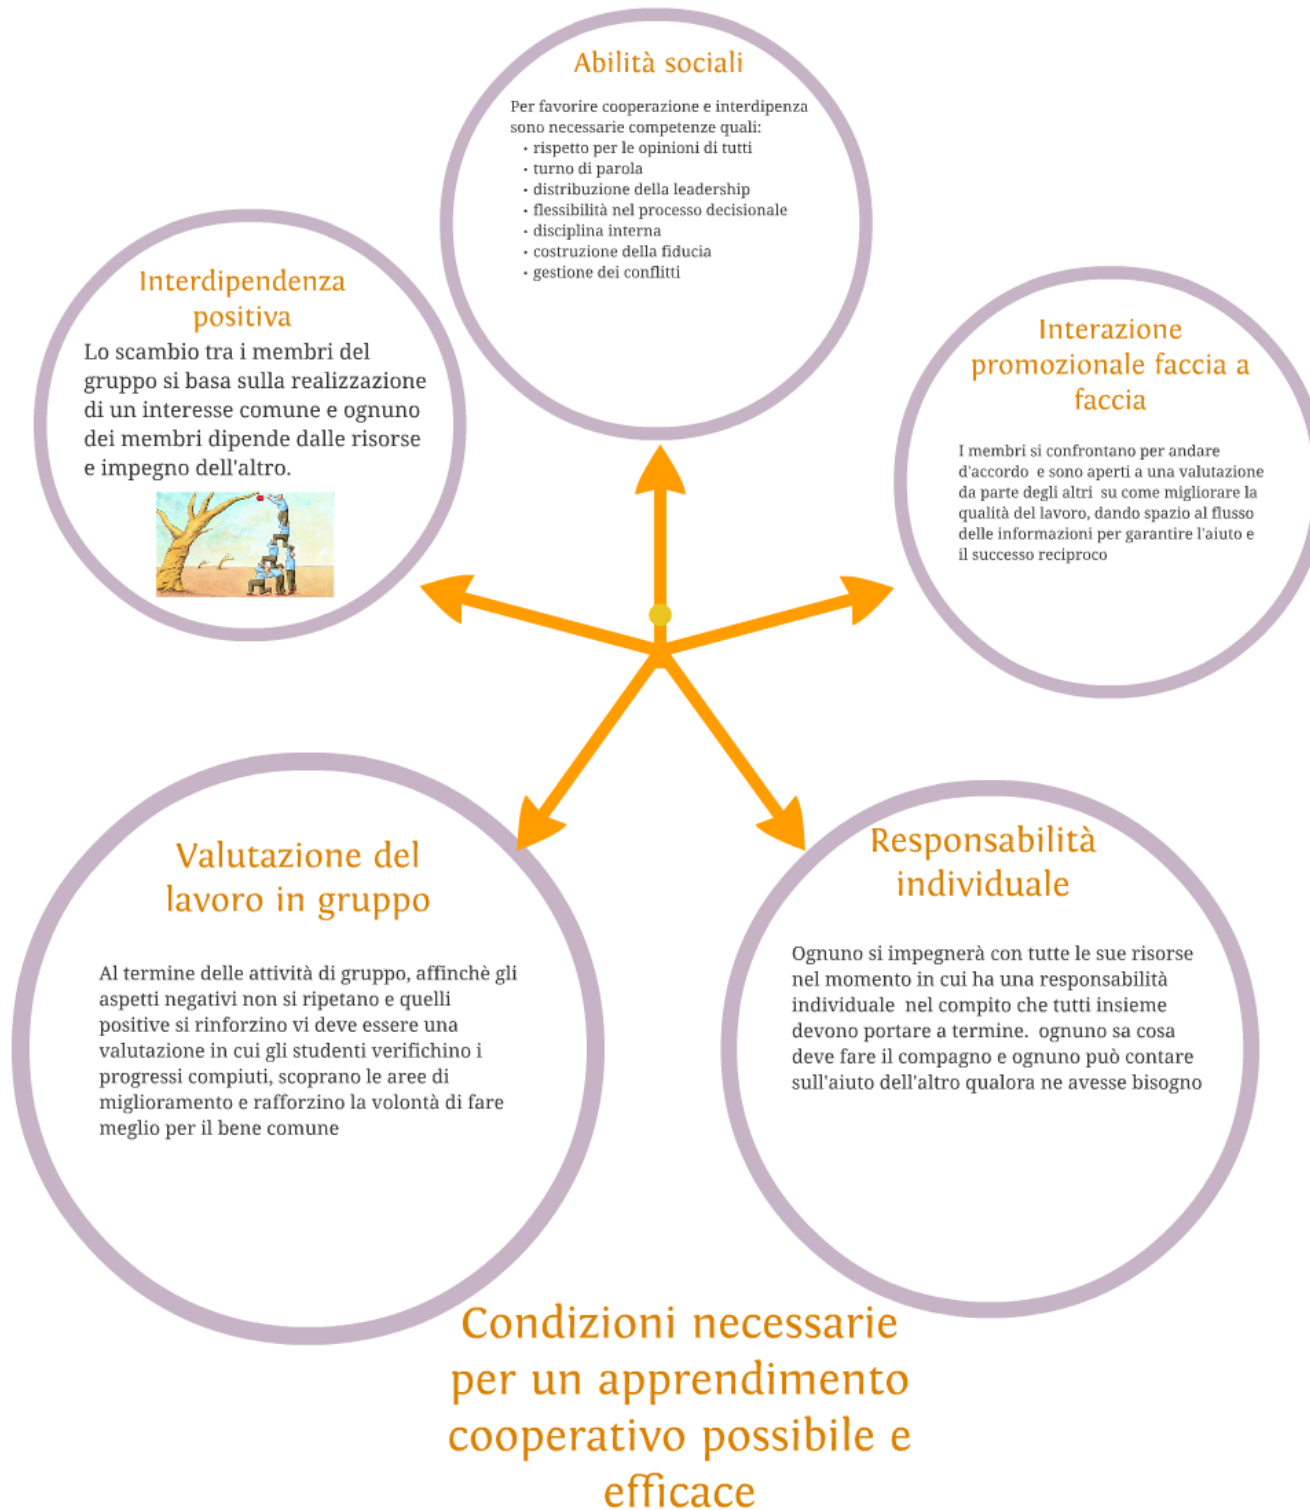 Abilità sociali
Per favorire cooperazione e interdipenza
sono necessarie competenze quali:
• rispetto per le opinioni di tutti
• turno di parola
• distribuzione della leadership
• flessibilità nel processo decisionale
• disciplina interna
• costruzione della fiducia
• gestione dei conflitti
Interdipendenza
positiva
Lo scambio tra i membri del
gruppo si basa sulla realizzazione
di un interesse comune e ognuno
dei membri dipende dalle risorse
e impegno dell'altro.
Interazione
promozionale faccia a
faccia
I membri si confrontano per andare
d'accordo e sono aperti a una valutazione
da parte degli altri su come migliorare la
qualità del lavoro, dando spazio al flusso
delle informazioni per garantire l'aiuto e
il successo reciproco
Valutazione del
lavoro in gruppo
Al termine delle attività di gruppo, affinchè gli
aspetti negativi non si ripetano e quelli
positive si rinforzino vi deve essere una
valutazione in cui gli studenti verifichino i
progressi compiuti, scoprano le aree di
miglioramento e rafforzino la volontà di fare
meglio per il bene comune
Responsabilità
individuale
Ognuno si impegnerà con tutte le sue risorse
nel momento in cui ha una responsabilità
individuale nel compito che tutti insieme
devono portare a termine. ognuno sa cosa
deve fare il compagno e ognuno può contare
sull'aiuto dell'altro qualora ne avesse bisogno
Condizioni necessarie
per un apprendimento
cooperativo possibile e
efficace